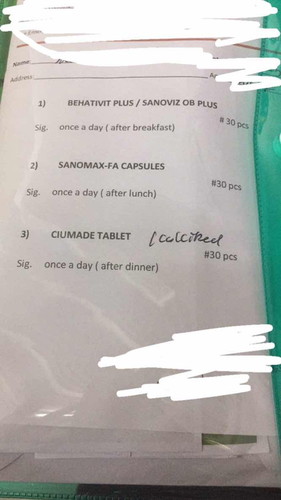 Name
Address
1) BEHATIVIT PLUS / SANOVIZ OB PLUS
Sig. once a day ( after breakfast) # 30 pcs
2) SANOMAX-FA CAPSULES
#30 pcs
Sig. once a day ( after lunch)
3) CIUMADE TABLET
#30 pcs
Sig. once a day ( after dinner)